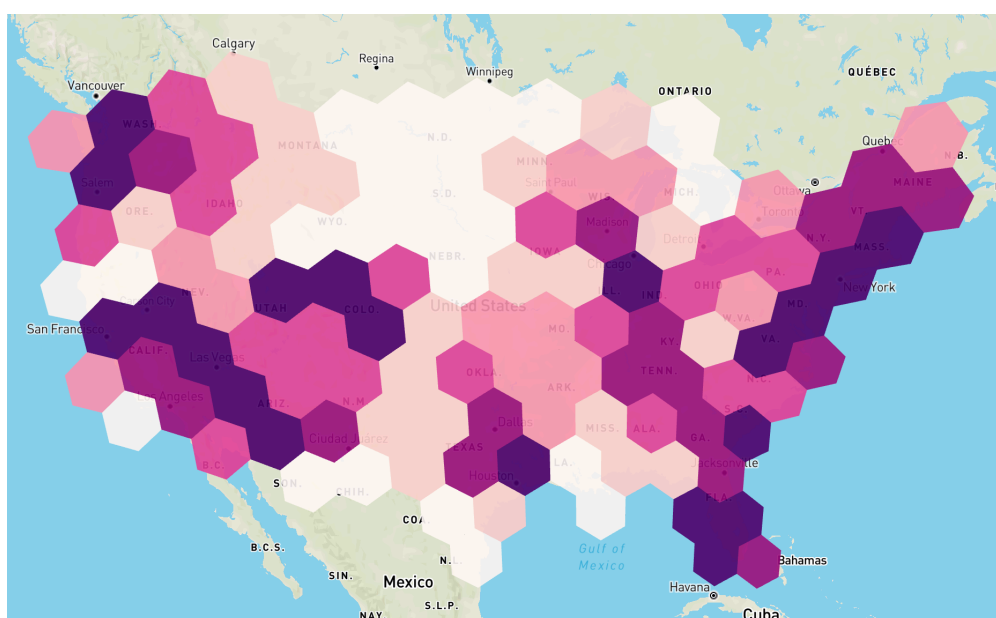 Calgary
Regina
Winnipeg
Vancouver
QUÉBEC
ONTARIO
WASH.
N.D.
MONTANA
Quebec
N.B.
MINN.
Saint Paul
Salem
S.D.
WIS.
MICH.
Ottawa
MAINE
ORE.
IDAHO
WYO.
Madison
Toronto
VT.
N.Y.
MASS.
IOWA
Detroit
NEBR.
Chicago
PA.
OHIO
NEV.
Carson City
ILL.
IND.
New York
UTAH
COLO.
United States
MD.
W.VA.
San Francisco
MO.
KY.
VA.
CALIF.
Las Vegas
OKLA.
TENN.
N.C.
Los Angeles
ARIZ.
N.M.
ARK.
S.C.
Ciudad Juárez
Dallas
MISS.
ALA.
GA.
TEXAS
B.C.
LA.
Jacksonville
Houston
SON.
CHIH.
FLA.
COA.
Gulf of
Mexico
B.C.S.
N.L.
Bahamas
SIN.
Mexico
Havana
S.L.P.
NAY
Cuba